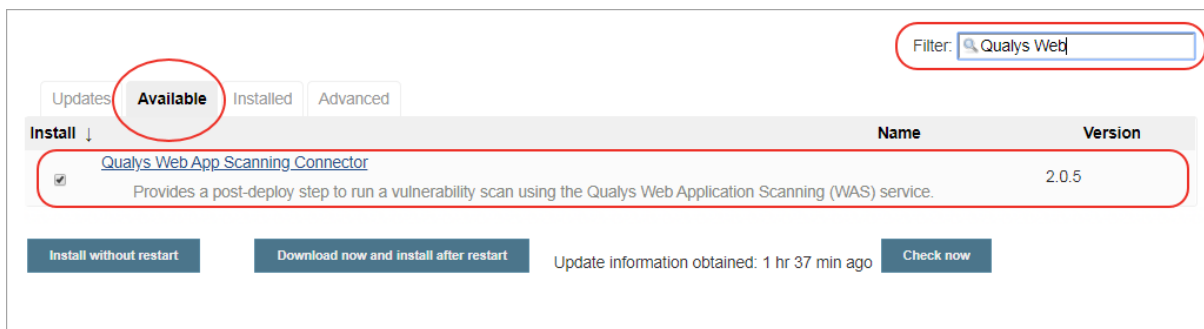 Filter: Qualys Web
Updates Available Installed Advanced
Install ↓ Name Version
Qualys Web App Scanning Connector
Provides a post-deploy step to run a vulnerability scan using the Qualys Web Application Scanning (WAS) service.
2.0.5
Install without restart Download now and install after restart Update information obtained: 1 hr 37 min ago Check now